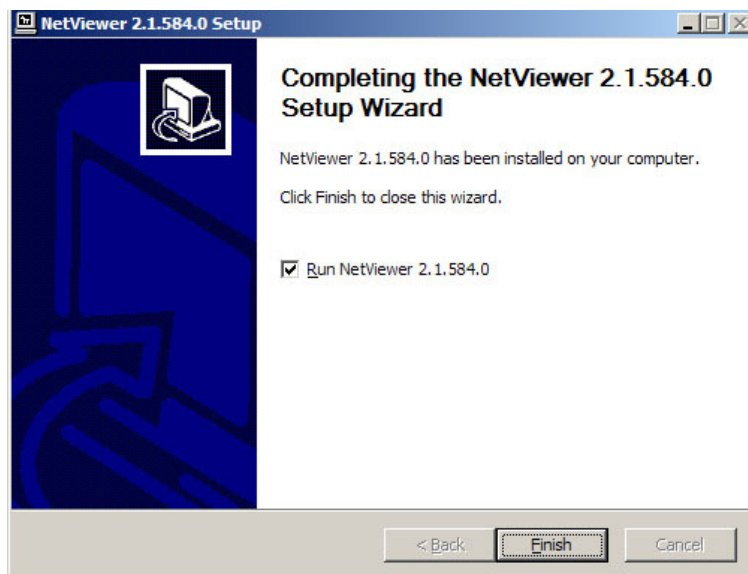 NetViewer 2.1.584.0 Setup
Completing the NetViewer 2.1.584.0
Setup Wizard
NetViewer 2.1.584.0 has been installed on your computer.
Click Finish to close this wizard.
Run NetViewer 2.1.584.0
< Back Finish Cancel